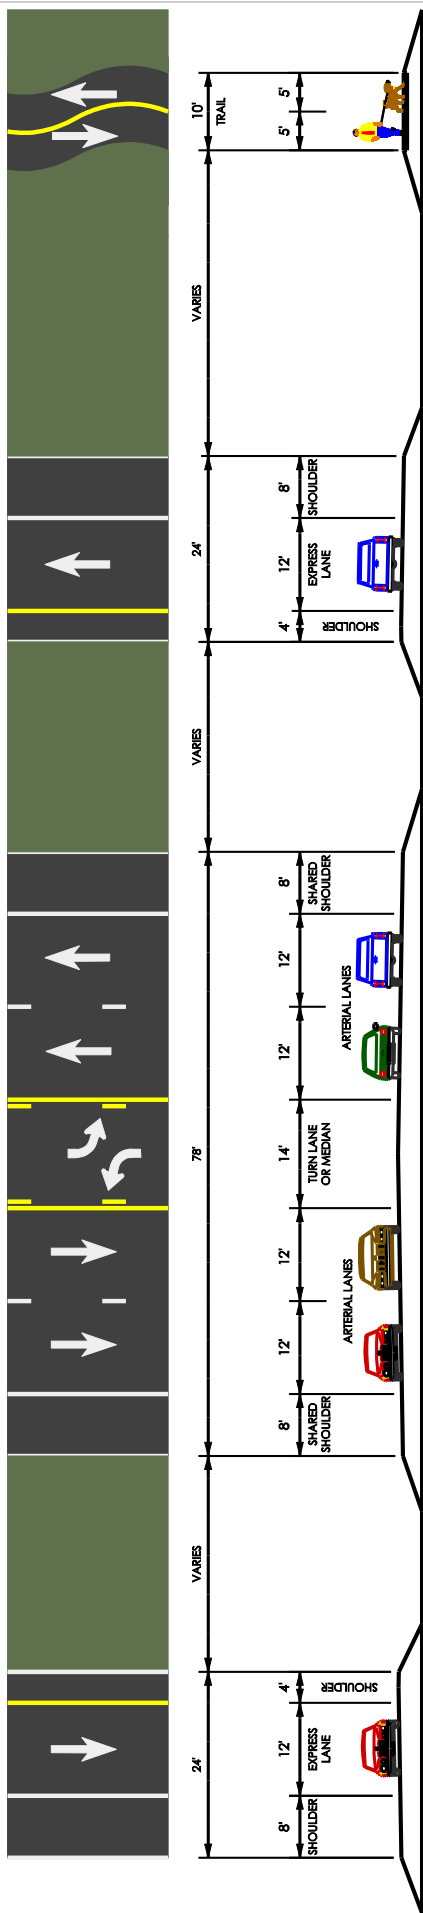 10'
TRAIL
5'
5'
VARIES
24'
8'
SHOULDER
12'
EXPRESS
LANE
4'
SHOULDER
VARIES
78'
8'
SHARED
SHOULDER
12'
ARTERIAL LANES
12'
14'
TURN LANE
OR MEDIAN
12'
ARTERIAL LANES
12'
8'
SHARED
SHOULDER
VARIES
24'
4'
SHOULDER
12'
EXPRESS
LANE
8'
SHOULDER